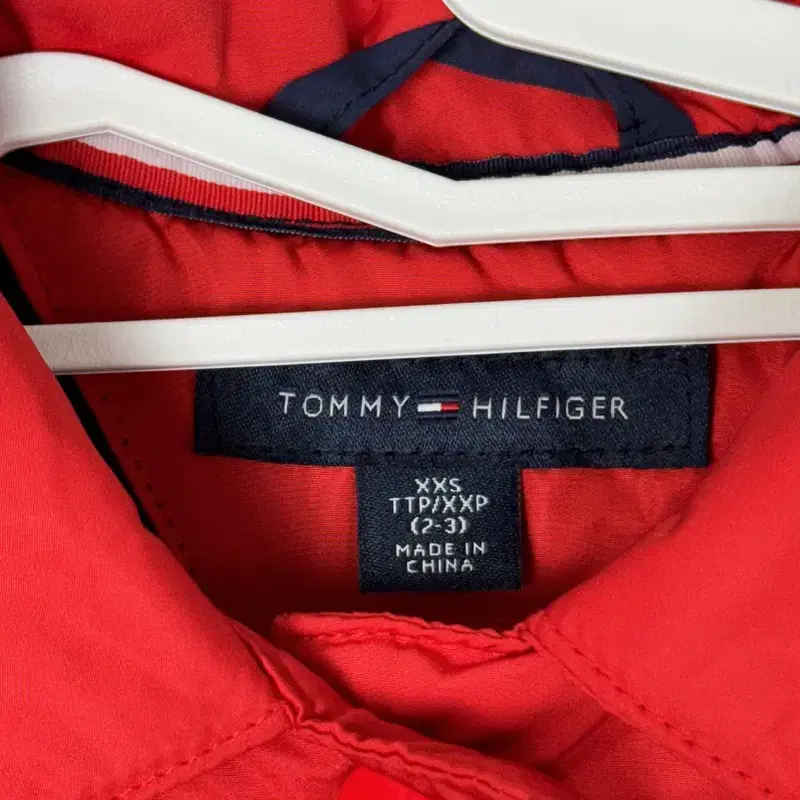 TOMMY HILFIGER
XXS
TTP/XXP
(2-3)
MADE IN
CHINA